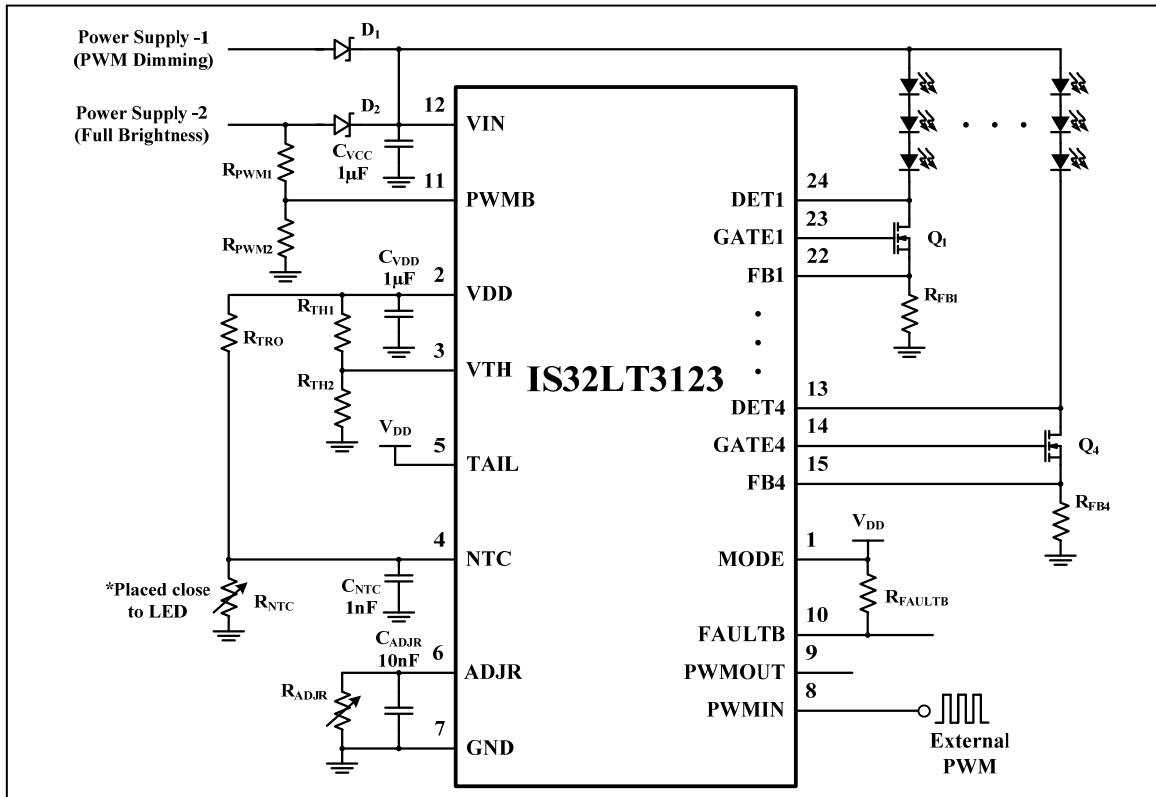 Power Supply -1
(PWM Dimming)
D1
Power Supply -2
(Full Brightness)
D2
12
VIN
CVCC
1μF
RPWM1
11
PWMB
RPWM2
CVDD
1μF
2
VDD
RTH1
RTRO
3
VTH
RTH2
VDD
5
TAIL
4
NTC
*Placed close
to LED
RNTC
CNTC
1nF
CADJR
10nF
6
ADJR
RADJR
7
GND
IS32LT3123
24
DET1
23
GATE1
Q1
22
FB1
RFB1
13
DET4
14
GATE4
Q4
15
FB4
RFB4
VDD
1
MODE
RFAULTB
10
FAULTB
9
PWMOUT
8
PWMIN
External
PWM